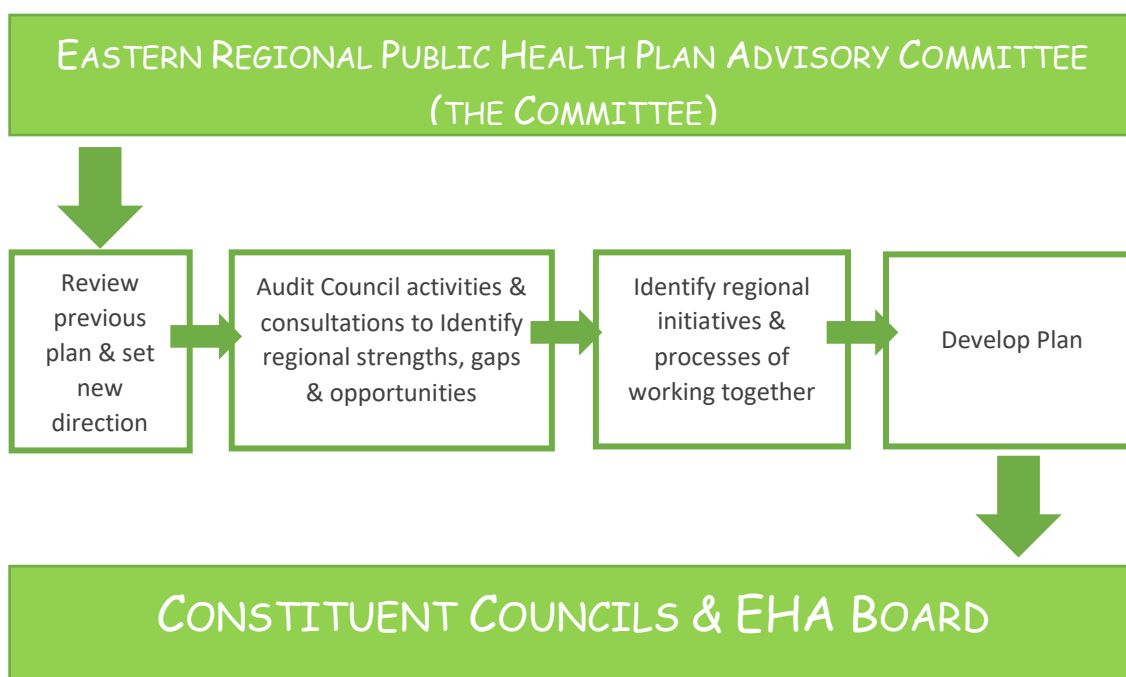 EASTERN REGIONAL PUBLIC HEALTH PLAN ADVISORY COMMITTEE
(THE COMMITTEE)
Review
previous
plan & set
new
direction
Audit Council activities &
consultations to Identify
regional strengths, gaps
& opportunities
Identify regional
initiatives &
processes of
working together
Develop Plan
CONSTITUENT COUNCILS & EHA BOARD